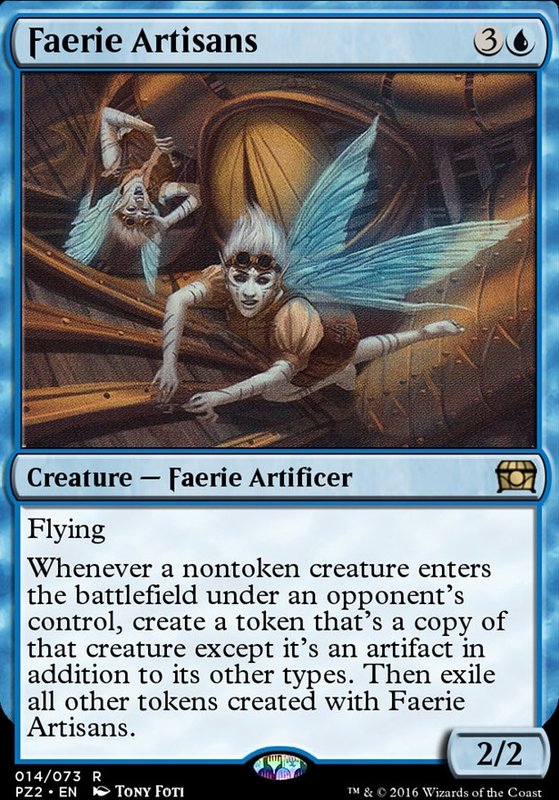 Faerie Artisans 3
Creature — Faerie Artificer
Flying
Whenever a nontoken creature enters
the battlefield under an opponent's
control, create a token that's a copy of
that creature except it's an artifact in
addition to its other types. Then exile
all other tokens created with Faerie
Artisans.
2/2
014/073 R
PZ2 • EN Tony Foti
™ & © 2016 Wizards of the Coast